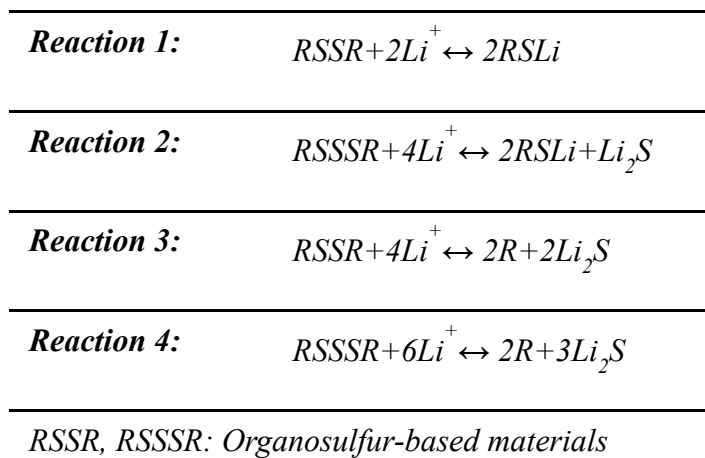 Reaction 1: RSSR+2Li⁺↔2RSLi
Reaction 2: RSSSR+4Li⁺↔2RSLi+Li₂S
Reaction 3: RSSR+4Li⁺↔2R+2Li₂S
Reaction 4: RSSSR+6Li⁺↔2R+3Li₂S
RSSR, RSSSR: Organosulfur-based materials